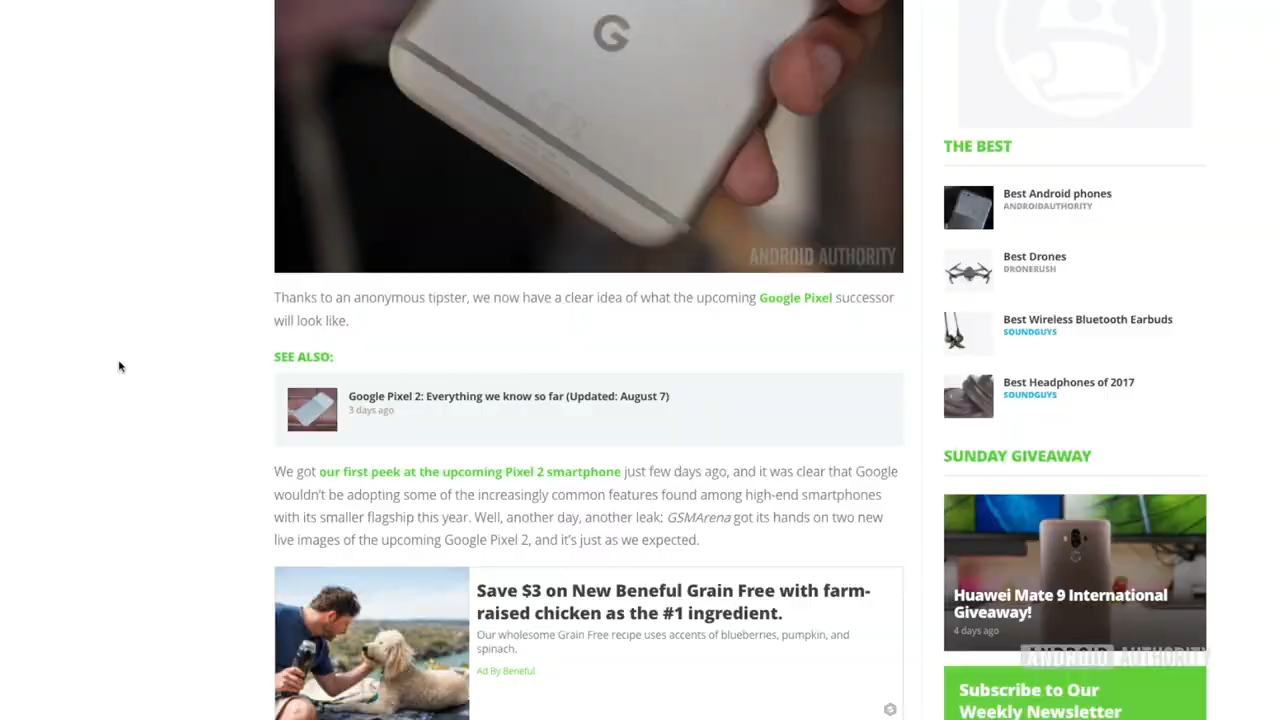 G
ANDROID AUTHORITY
Thanks to an anonymous tipster, we now have a clear idea of what the upcoming Google Pixel successor
will look like.
SEE ALSO:
Google Pixel 2: Everything we know so far (Updated: August 7)
3 days ago
We got our first peek at the upcoming Pixel 2 smartphone just few days ago, and it was clear that Google
wouldn't be adopting some of the increasingly common features found among high-end smartphones
with its smaller flagship this year. Well, another day, another leak: GSMArena got its hands on two new
live images of the upcoming Google Pixel 2, and it's just as we expected.
Save $3 on New Beneful Grain Free with farm-
raised chicken as the #1 ingredient.
Our wholesome Grain Free recipe uses accents of blueberries, pumpkin, and
spinach.
Ad By Beneful
THE BEST
Best Android phones
ANDROIDAUTHORITY
Best Drones
DRONERUSH
Best Wireless Bluetooth Earbuds
SOUNDGUYS
Best Headphones of 2017
SOUNDGUYS
SUNDAY GIVEAWAY
Huawei Mate 9 International
Giveaway!
4 days ago
ANDROID AUTHORITY
Subscribe to Our
Weekly Newsletter